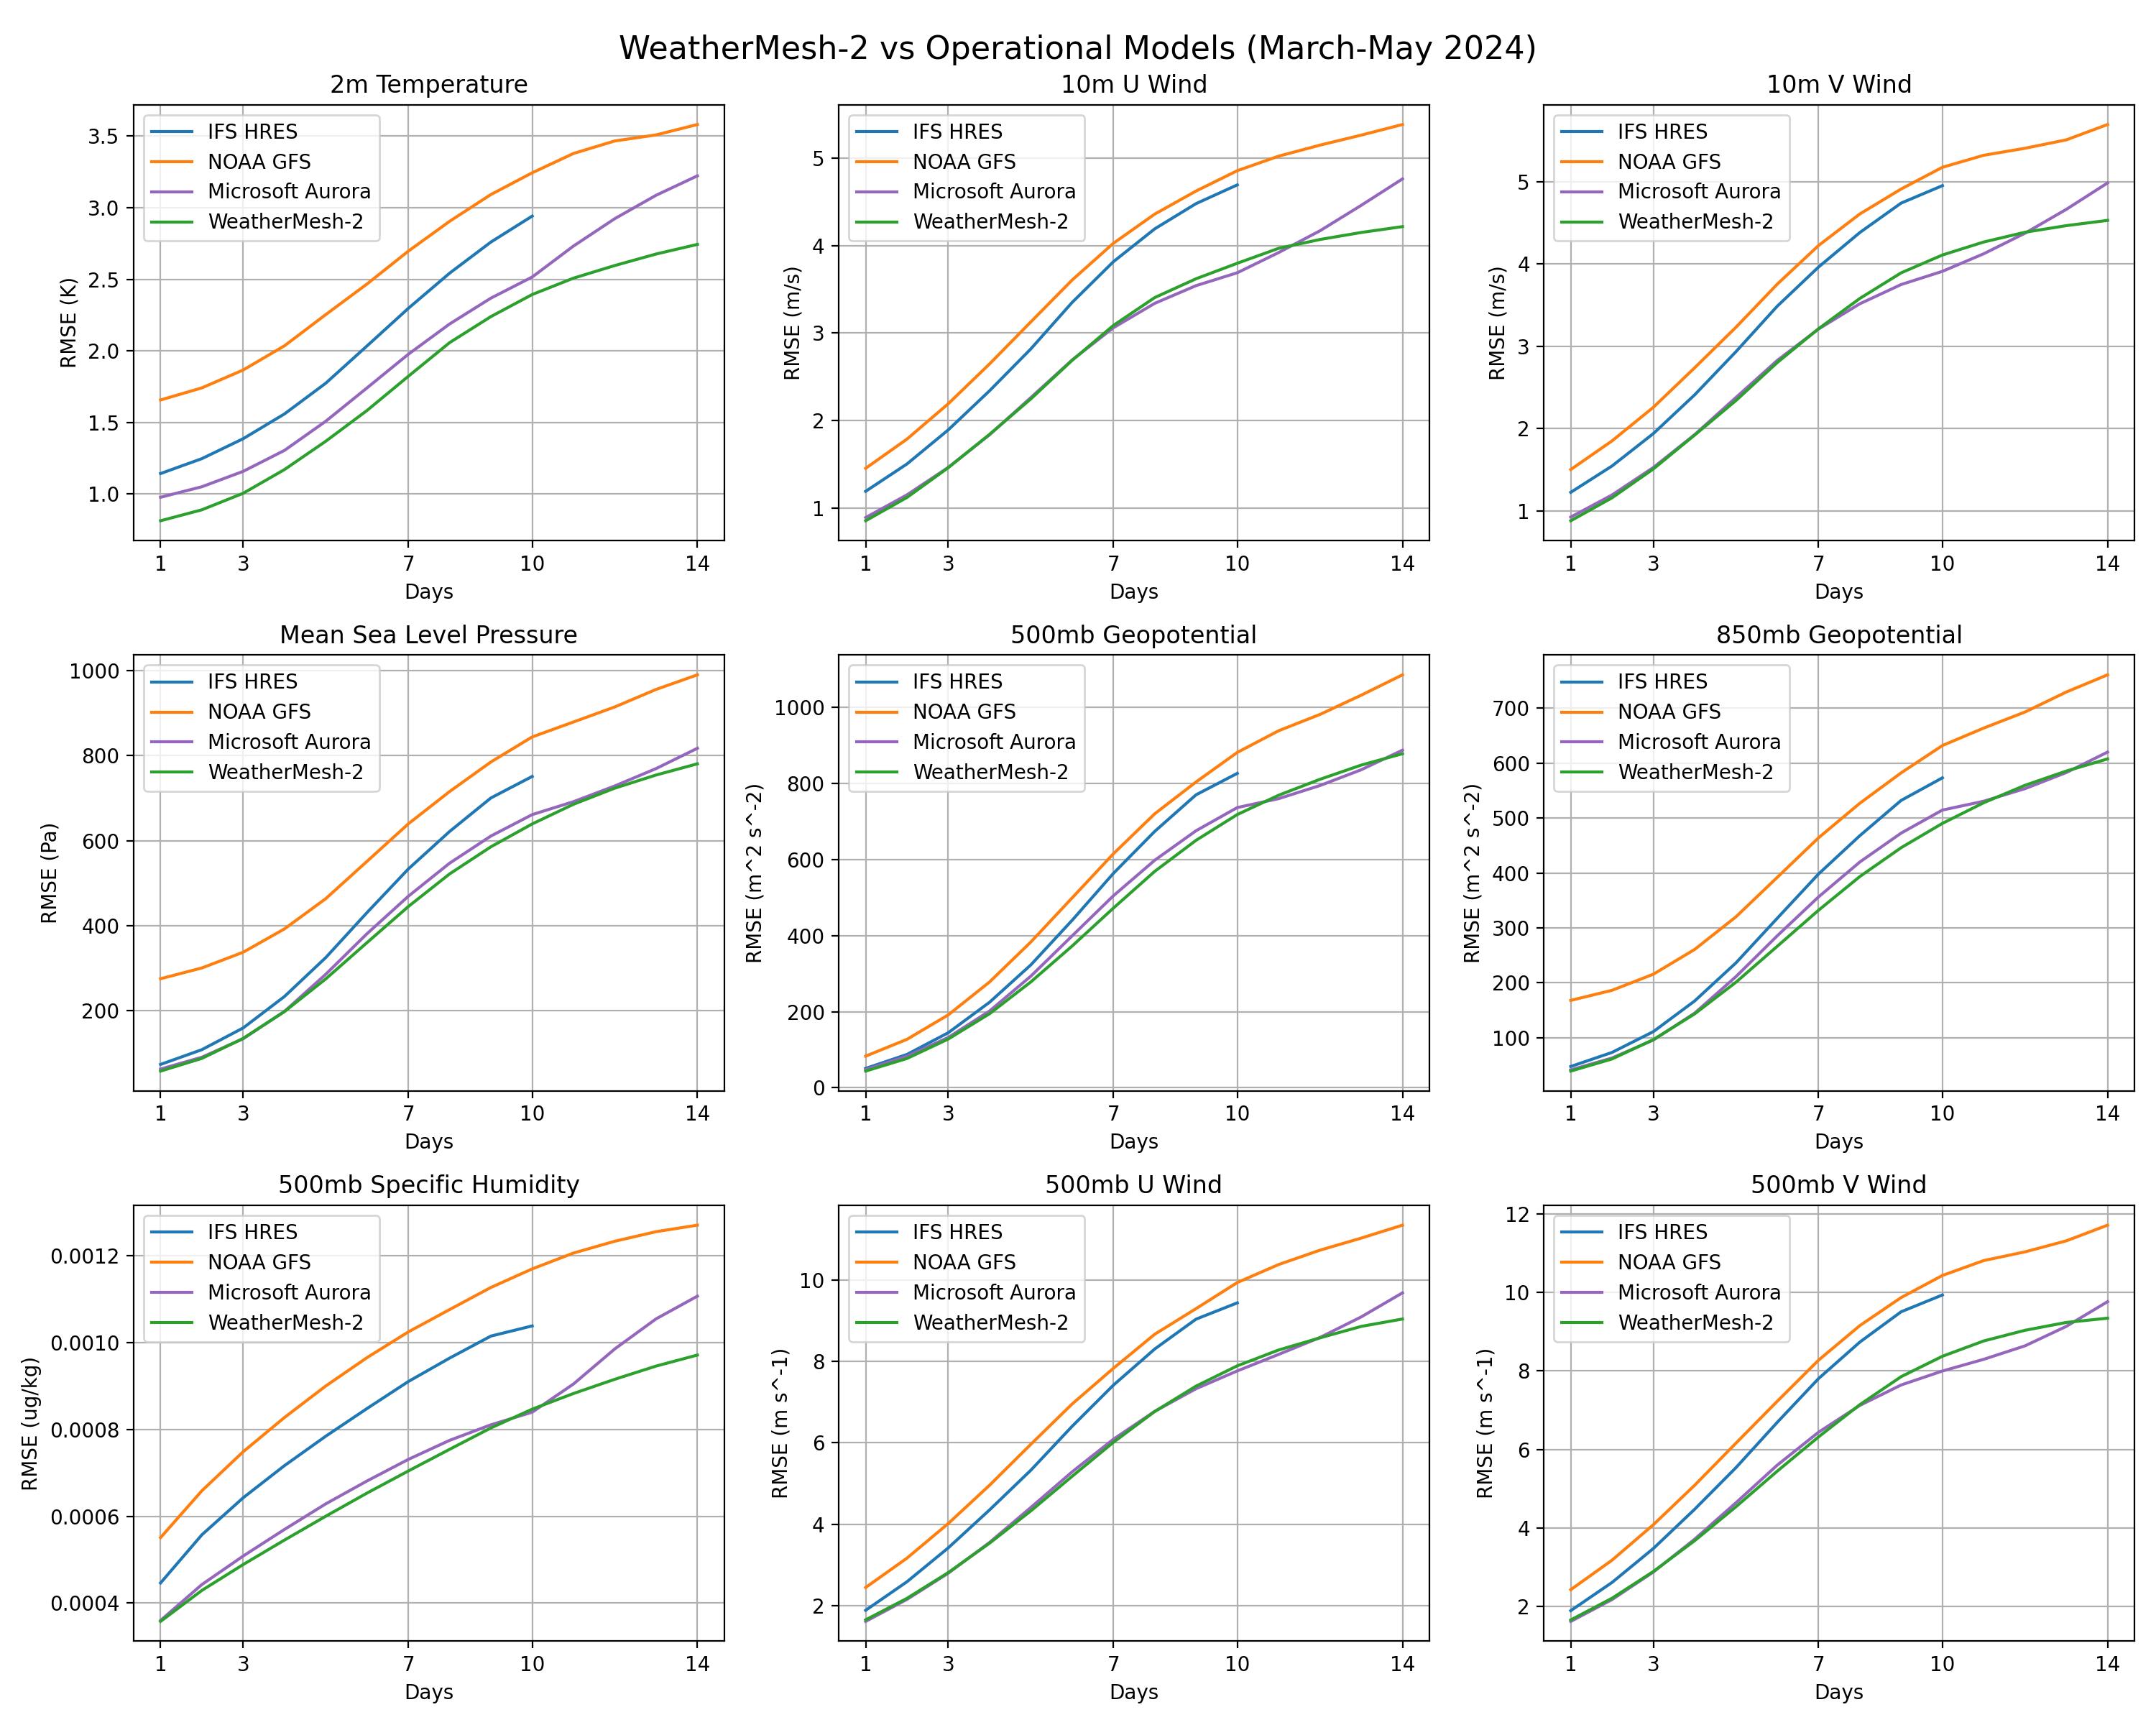 WeatherMesh-2 vs Operational Models (March-May 2024)
2m Temperature
IFS HRES
NOAA GFS
Microsoft Aurora
WeatherMesh-2
RMSE (K)
3.5
3.0
2.5
2.0
1.5
1.0
1 3 7 10 14
Days
10m U Wind
IFS HRES
NOAA GFS
Microsoft Aurora
WeatherMesh-2
RMSE (m/s)
5
4
3
2
1
1 3 7 10 14
Days
10m V Wind
IFS HRES
NOAA GFS
Microsoft Aurora
WeatherMesh-2
RMSE (m/s)
5
4
3
2
1
1 3 7 10 14
Days
Mean Sea Level Pressure
IFS HRES
NOAA GFS
Microsoft Aurora
WeatherMesh-2
RMSE (Pa)
1000
800
600
400
200
1 3 7 10 14
Days
500mb Geopotential
IFS HRES
NOAA GFS
Microsoft Aurora
WeatherMesh-2
RMSE (m^2 s^-2)
1000
800
600
400
200
0
1 3 7 10 14
Days
850mb Geopotential
IFS HRES
NOAA GFS
Microsoft Aurora
WeatherMesh-2
RMSE (m^2 s^-2)
700
600
500
400
300
200
100
1 3 7 10 14
Days
500mb Specific Humidity
IFS HRES
NOAA GFS
Microsoft Aurora
WeatherMesh-2
RMSE (ug/kg)
0.0012
0.0010
0.0008
0.0006
0.0004
1 3 7 10 14
Days
500mb U Wind
IFS HRES
NOAA GFS
Microsoft Aurora
WeatherMesh-2
RMSE (m s^-1)
10
8
6
4
2
1 3 7 10 14
Days
500mb V Wind
IFS HRES
NOAA GFS
Microsoft Aurora
WeatherMesh-2
RMSE (m s^-1)
12
10
8
6
4
2
1 3 7 10 14
Days